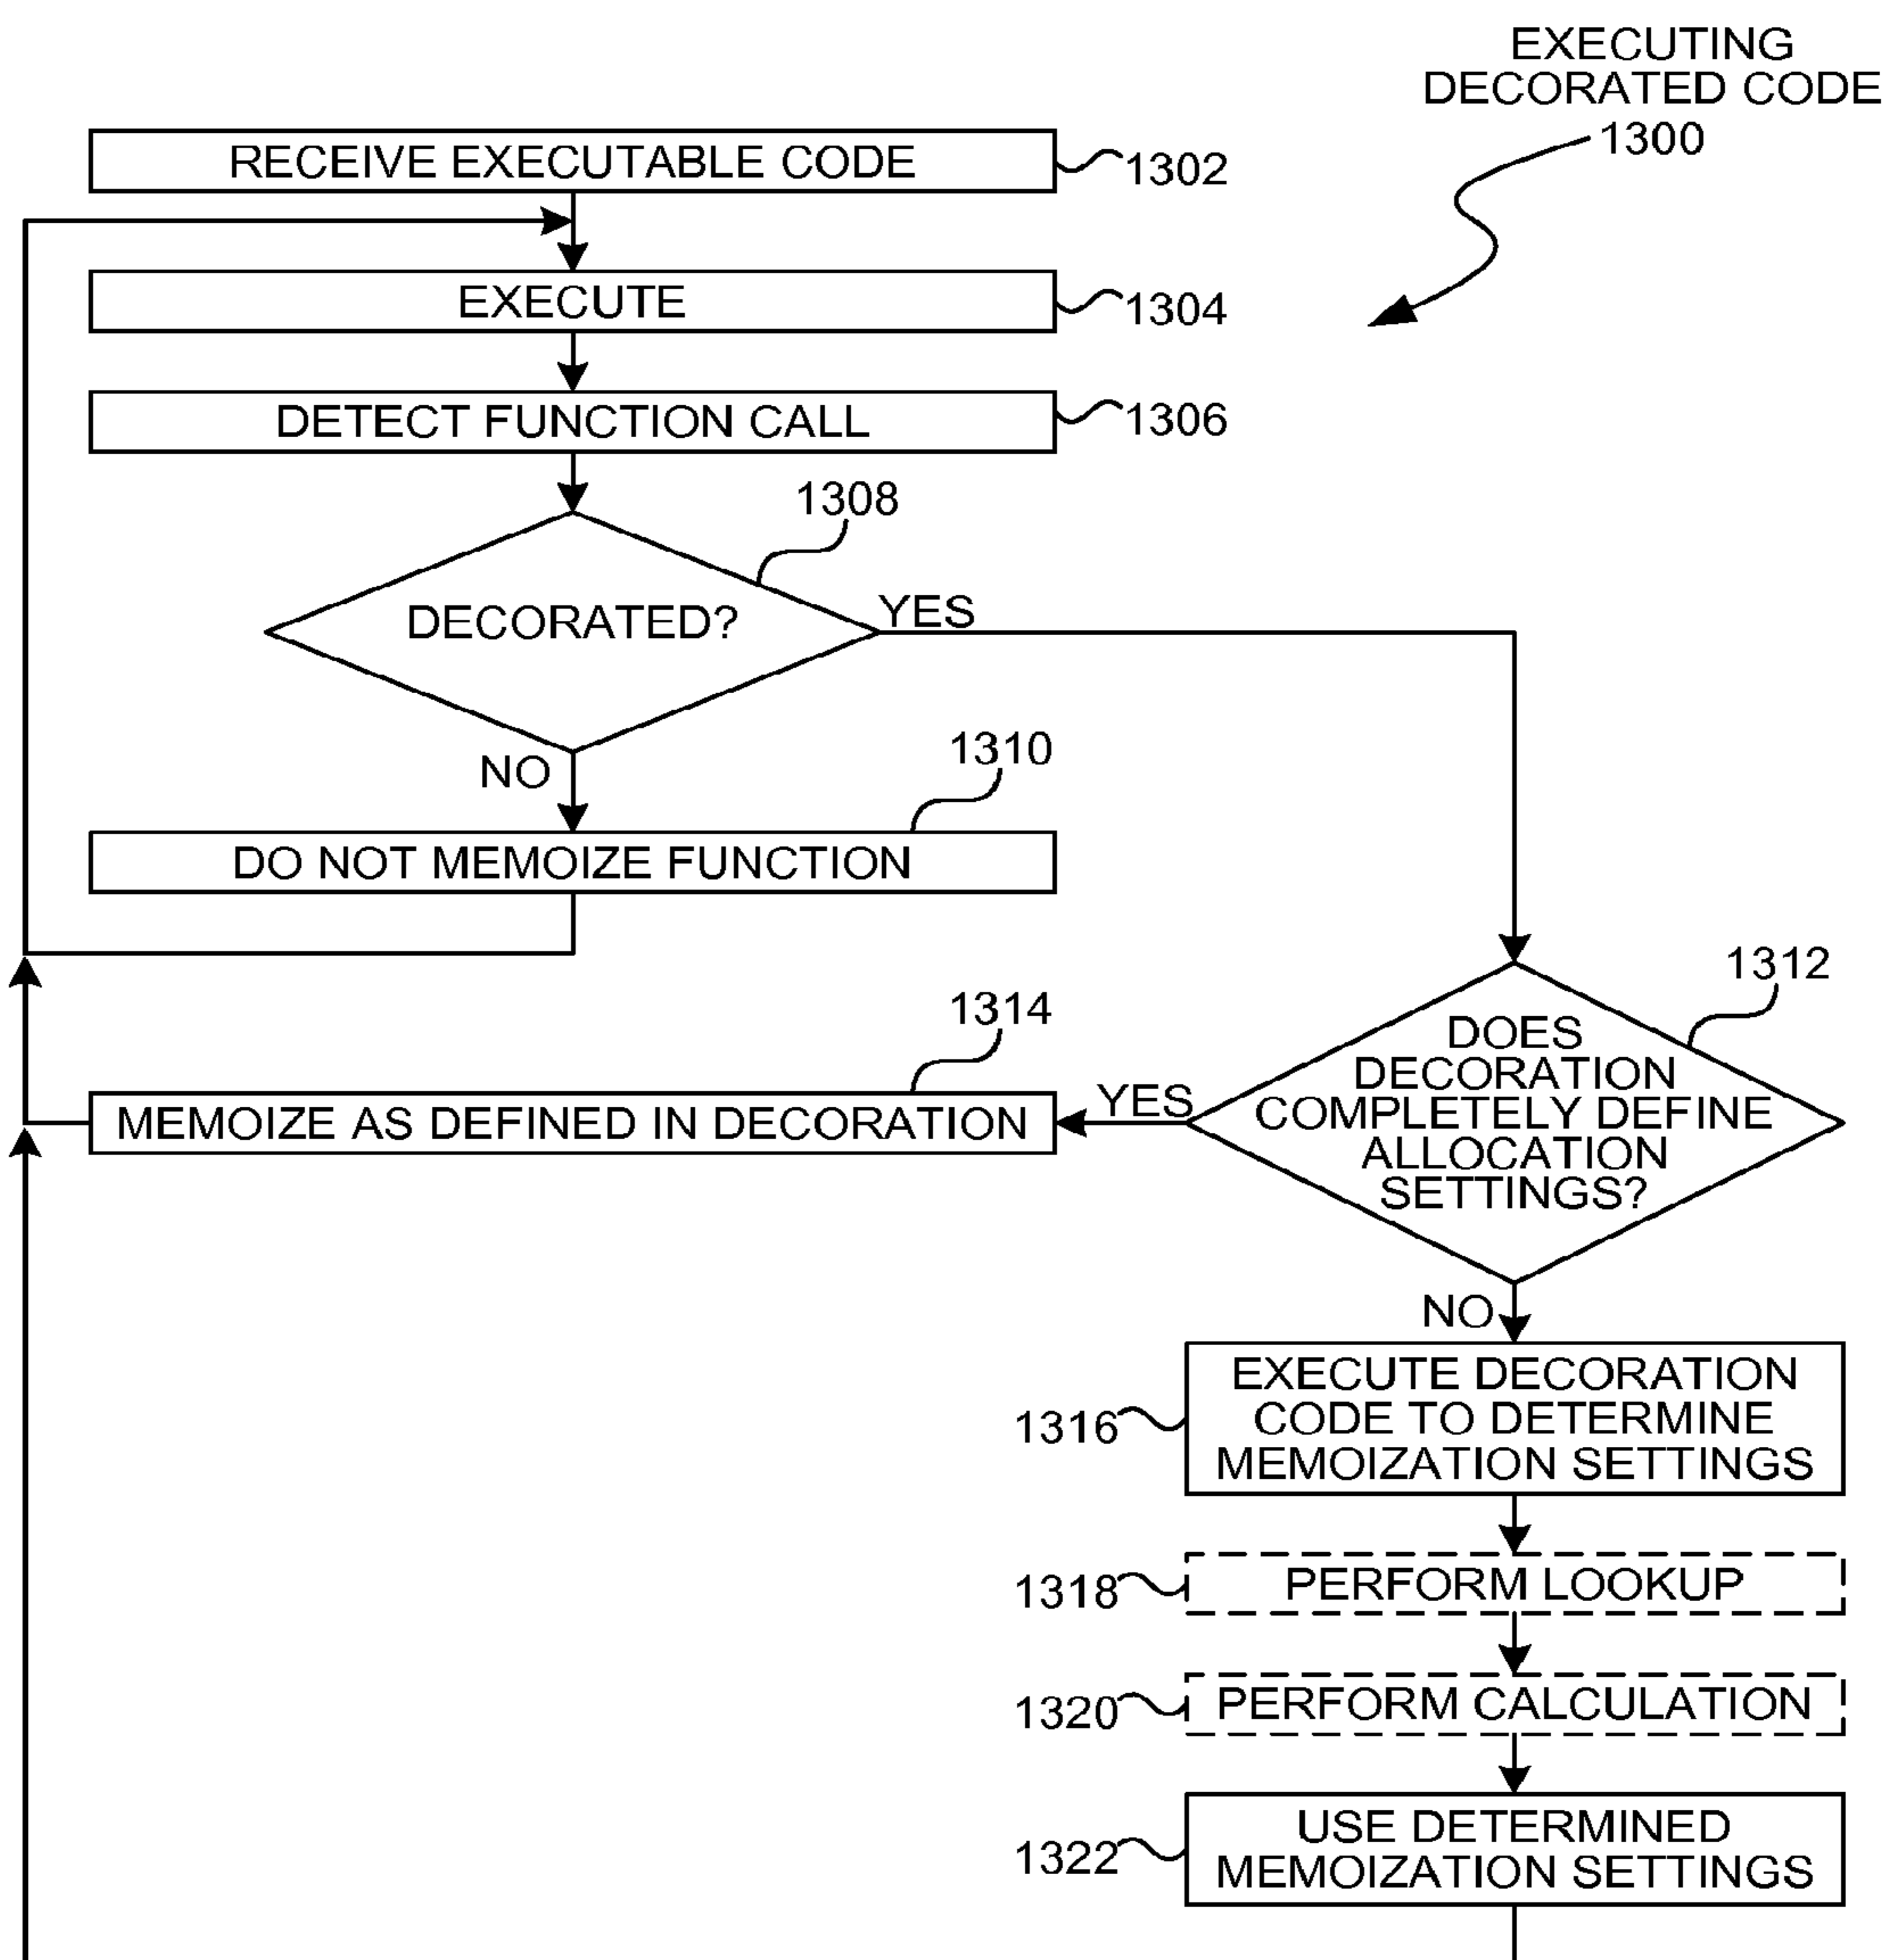 EXECUTING
DECORATED CODE
1300
RECEIVE EXECUTABLE CODE
1302
EXECUTE
1304
DETECT FUNCTION CALL
1306
1308
DECORATED?
YES
NO
1310
DO NOT MEMOIZE FUNCTION
1312
DOES
DECORATION
COMPLETELY DEFINE
ALLOCATION
SETTINGS?
YES
1314
MEMOIZE AS DEFINED IN DECORATION
NO
EXECUTE DECORATION
CODE TO DETERMINE
MEMOIZATION SETTINGS
1316
PERFORM LOOKUP
1318
PERFORM CALCULATION
1320
USE DETERMINED
MEMOIZATION SETTINGS
1322